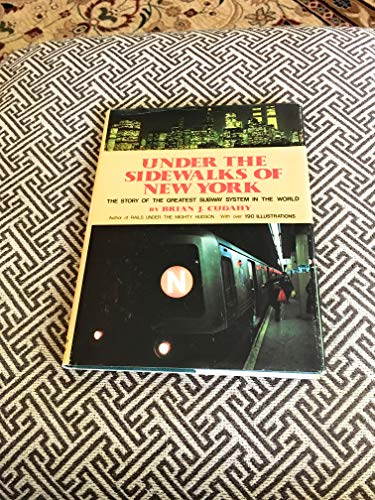 UNDER THE
SIDEWALKS OF
NEW YORK
THE STORY OF THE GREATEST SUBWAY SYSTEM IN THE WORLD
BY BRIAN J. CUDAHY
Author of RAILS UNDER THE MIGHTY HUDSON. With over 190 ILLUSTRATIONS
N